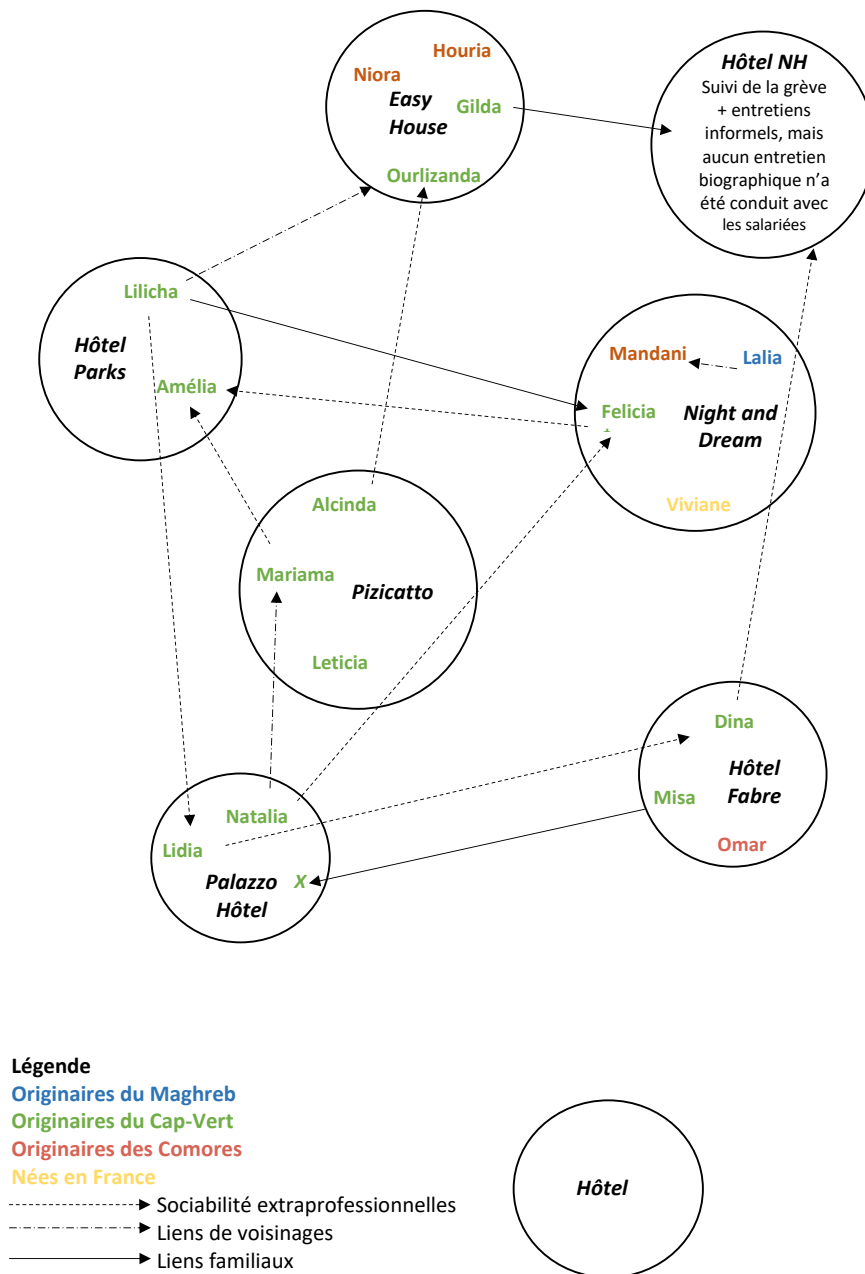 Houria
Niora
Easy
House
Gilda
Ourlizanda
Hôtel NH
Suivi de la grève
+ entretiens
informels, mais
aucun entretien
biographique n’a
été conduit avec
les salariées
Lilicha
Hôtel
Parks
Amélia
Mandani
Lalia
Felicia
Night and
Dream
Viviane
Alcinda
Mariama
Pizicatto
Leticia
Dina
Hôtel
Fabre
Misa
Omar
Natalia
Lidia
Palazzo
Hôtel
X
Légende
Originaires du Maghreb
Originaires du Cap-Vert
Originaires des Comores
Nées en France
Sociabilité extraprofessionnelles
Liens de voisinages
Liens familiaux
Hôtel